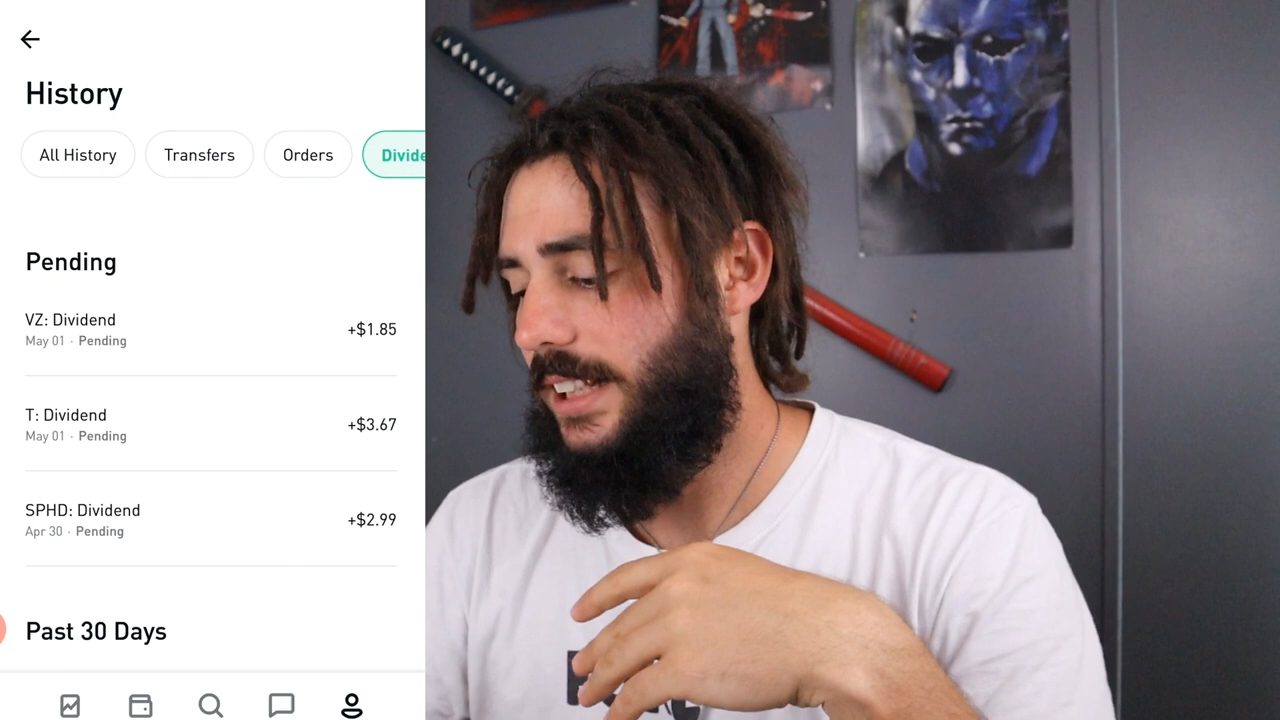 History
All History
Transfers
Orders
Divide
Pending
VZ: Dividend
+$1.85
May 01 · Pending
T: Dividend
+$3.67
May 01 · Pending
SPHD: Dividend
+$2.99
Apr 30 · Pending
Past 30 Days